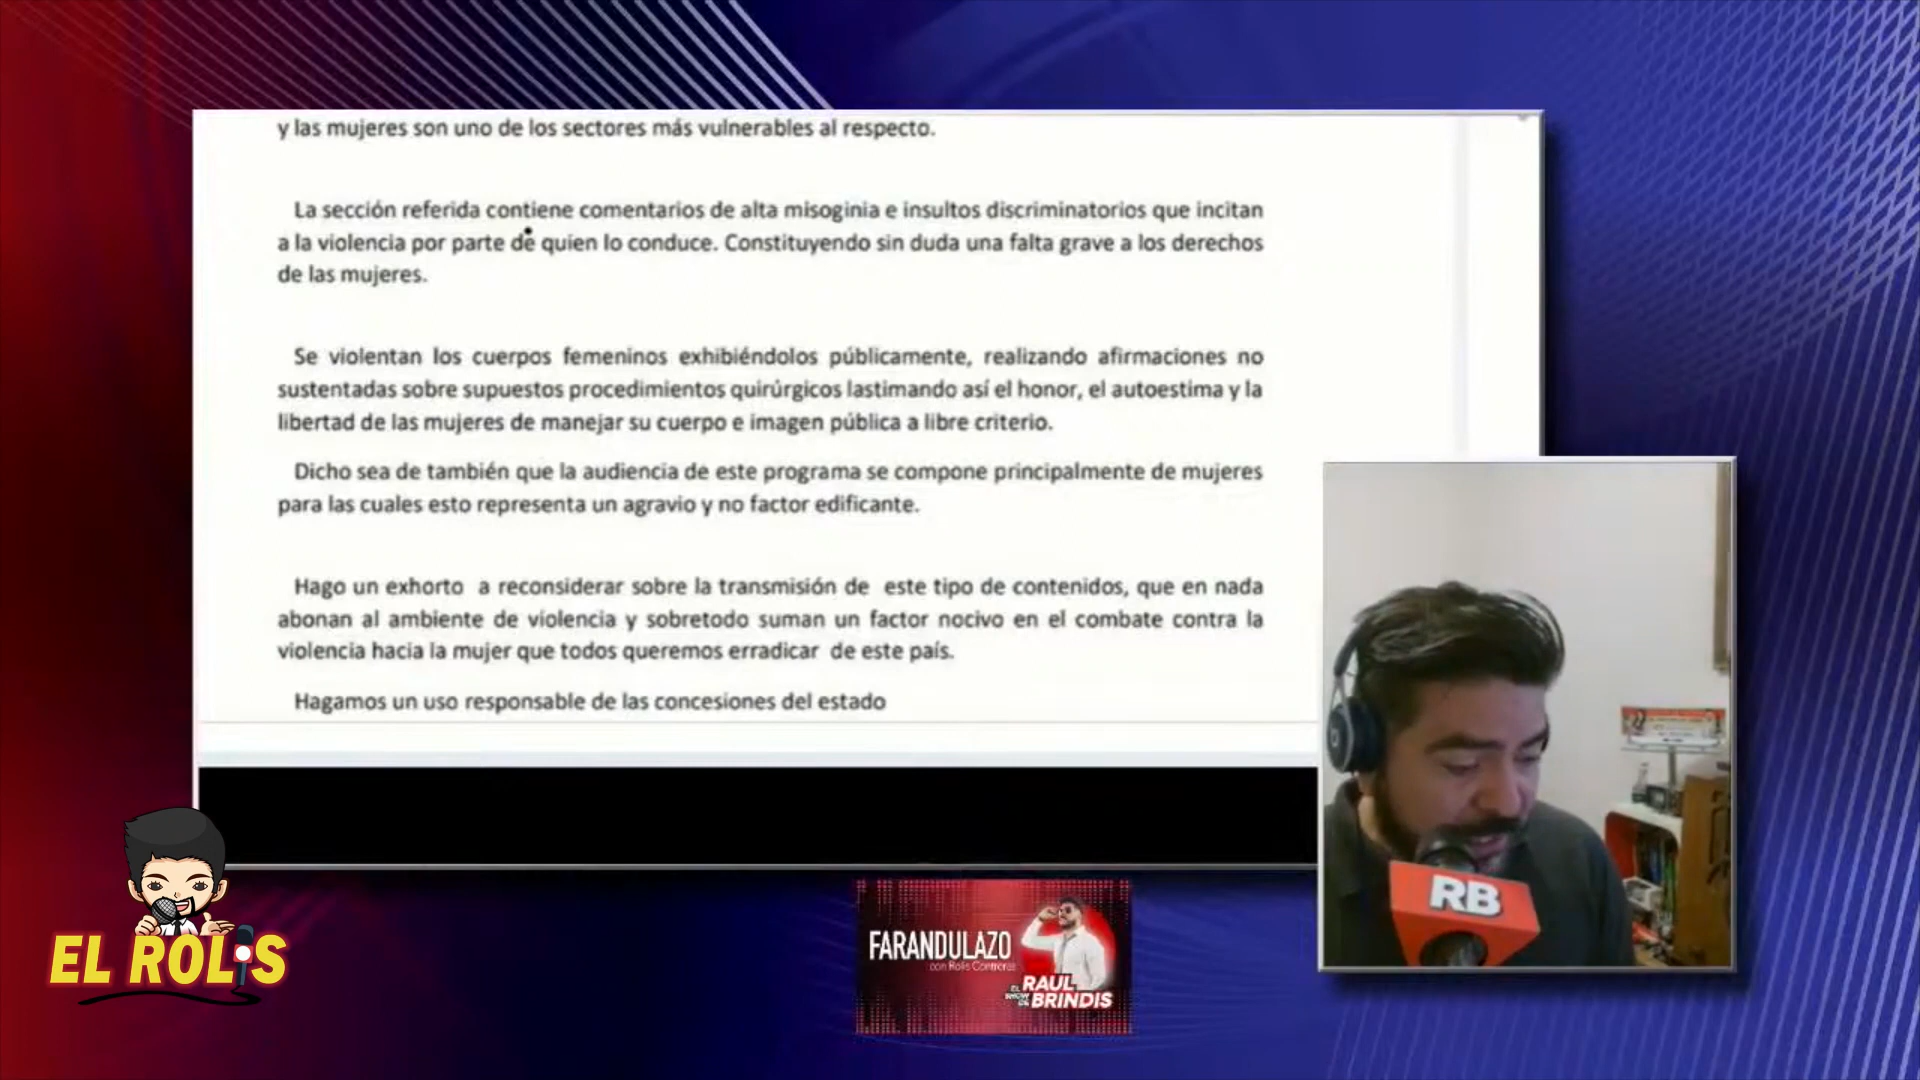 y las mujeres son uno de los sectores más vulnerables al respecto.
La sección referida contiene comentarios de alta misoginia e insultos discriminatorios que incitan
a la violencia por parte de quien lo conduce. Constituyendo sin duda una falta grave a los derechos
de las mujeres.
Se violentan los cuerpos femeninos exhibiéndolos públicamente, realizando afirmaciones no
sustentadas sobre supuestos procedimientos quirúrgicos lastimando así el honor, el autoestima y la
libertad de las mujeres de manejar su cuerpo e imagen pública a libre criterio.
Dicho sea de también que la audiencia de este programa se compone principalmente de mujeres
para las cuales esto representa un agravio y no factor edificante.
Hago un exhorto a reconsiderar sobre la transmisión de este tipo de contenidos, que en nada
abonan al ambiente de violencia y sobretodo suman un factor nocivo en el combate contra la
violencia hacia la mujer que todos queremos erradicar de este país.
Hagamos un uso responsable de las concesiones del estado
RB
EL ROLIS
FARANDULAZO
con Rolis Contreras
EL SHOW DE
RAUL
BRINDIS